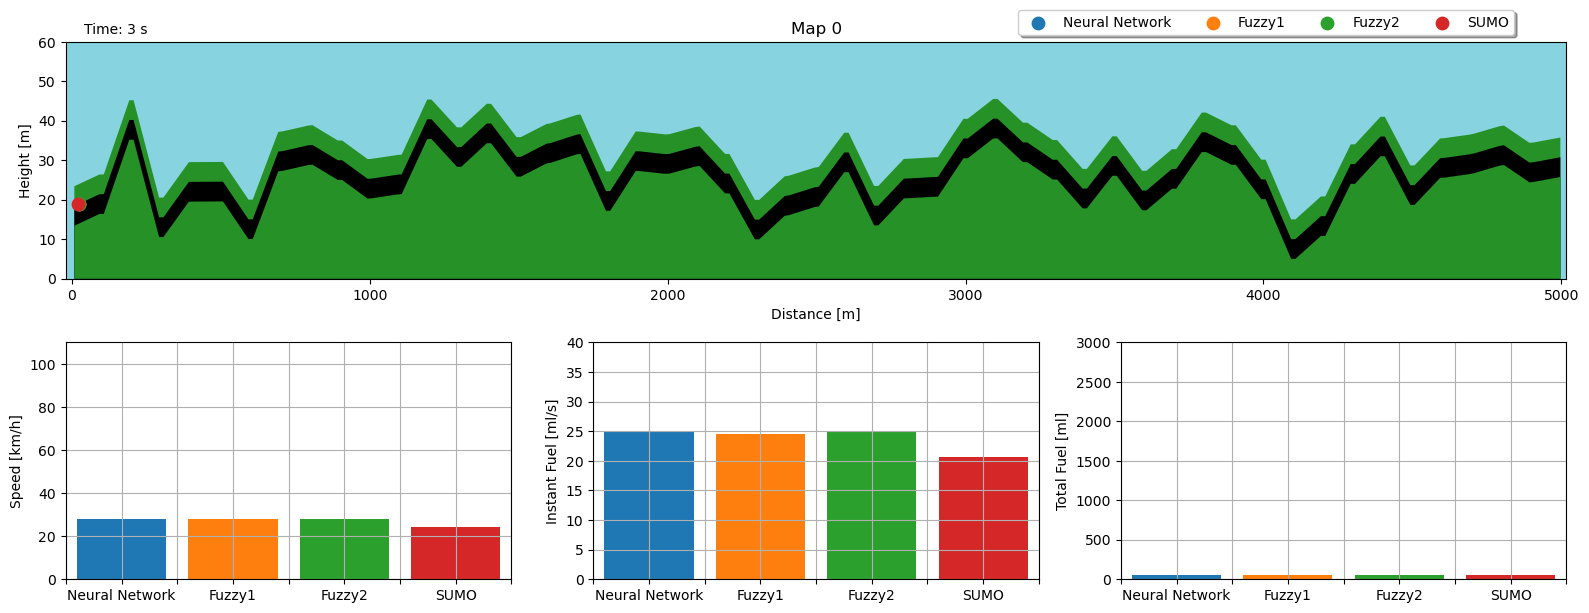 Time: 3 s
Map 0
Neural Network Fuzzy1 Fuzzy2 SUMO
Height [m]
60
50
40
30
20
10
0
0 1000 2000 3000 4000 5000
Distance [m]
Speed [km/h]
100
80
60
40
20
0
Neural Network Fuzzy1 Fuzzy2 SUMO
Instant Fuel [ml/s]
40
35
30
25
20
15
10
5
0
Neural Network Fuzzy1 Fuzzy2 SUMO
Total Fuel [ml]
3000
2500
2000
1500
1000
500
0
Neural Network Fuzzy1 Fuzzy2 SUMO